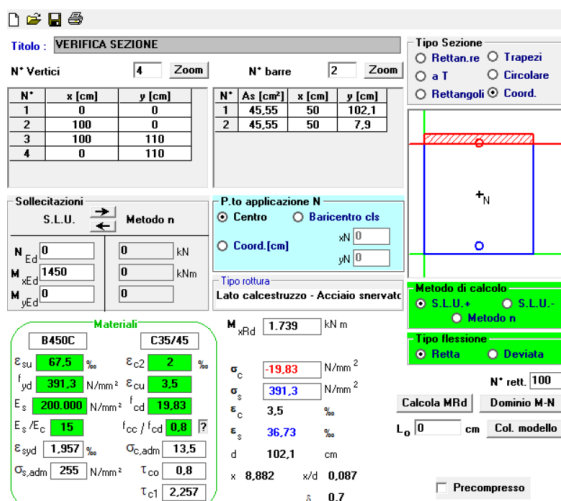 Titolo : VERIFICA SEZIONE
N° Vertici 4 Zoom N° barre 2 Zoom
N° x [cm] y [cm]
1 0 0
2 100 0
3 100 110
4 0 110
N° As [cm²] x [cm] y [cm]
1 45,55 50 102,1
2 45,55 50 7,9
Tipo Sezione
Rettan.re Trapezi
a T Circolare
Rettangoli Coord.
N
Sollecitazioni
S.L.U. Metodo n
N Ed 0 0 kN
M xEd 1450 0 kNm
M yEd 0 0
P.to applicazione N
Centro Baricentro cls
Coord.[cm] xN 0
yN 0
Tipo rottura
Lato calcestruzzo - Acciaio snervato
Metodo di calcolo
S.L.U.+ S.L.U.-
Metodo n
Tipo flessione
Retta Deviata
N° rett. 100
Calcola MRd Dominio M-N
L₀ 0 cm Col. modello
Precompresso
Materiali
B450C C35/45
εsu 67,5 ‰ εc2 2 ‰
fyd 391,3 N/mm² εcu 3,5
Es 200.000 N/mm² fcd 19,83
Es/Ec 15 fcc / fcd 0,8 ?
εsyd 1,957 ‰ σc,adm 13,5
σs,adm 255 N/mm² τco 0,8
τc1 2,257
M xRd 1.739 kN m
σc -19,83 N/mm²
σs 391,3 N/mm²
εc 3,5 ‰
εs 36,73 ‰
d 102,1 cm
x 8,882 x/d 0,087
0,7